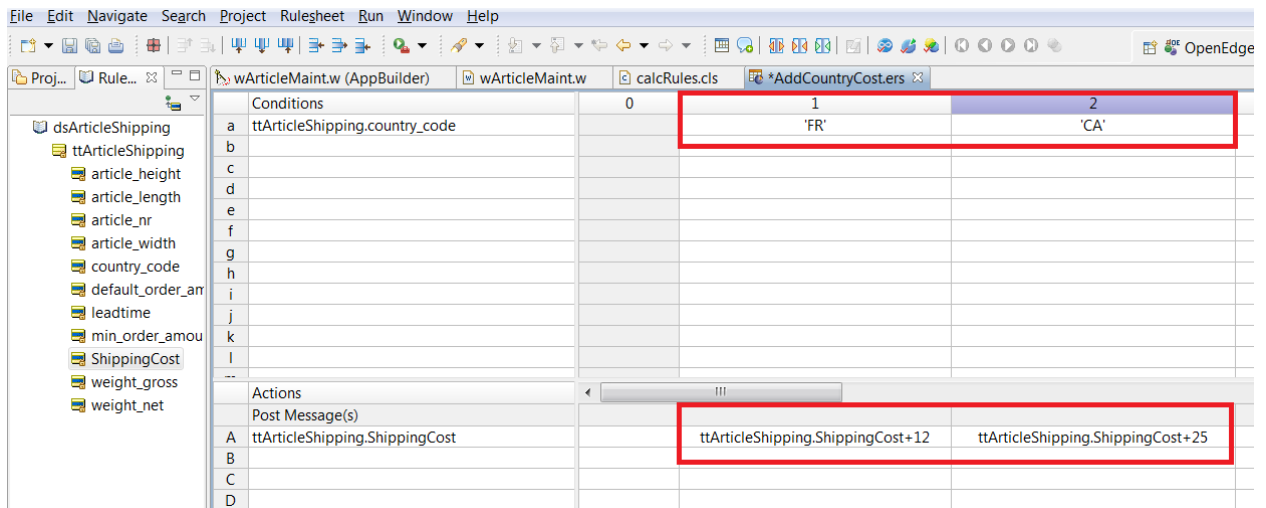 File Edit Navigate Search Project Rulesheet Run Window Help
OpenEdge
Proj... Rule... wArticleMaint.w (AppBuilder) wArticleMaint.w calcRules.cls *AddCountryCost.ers
Conditions 0 1 2
dsArticleShipping a ttArticleShipping.country_code 'FR' 'CA'
ttArticleShipping b
article_height c
article_length d
article_nr e
article_width f
country_code g
default_order_am h
leadtime i
min_order_amou j
ShippingCost k
weight_gross l
weight_net
Actions
Post Message(s)
A ttArticleShipping.ShippingCost ttArticleShipping.ShippingCost+12 ttArticleShipping.ShippingCost+25
B
C
D